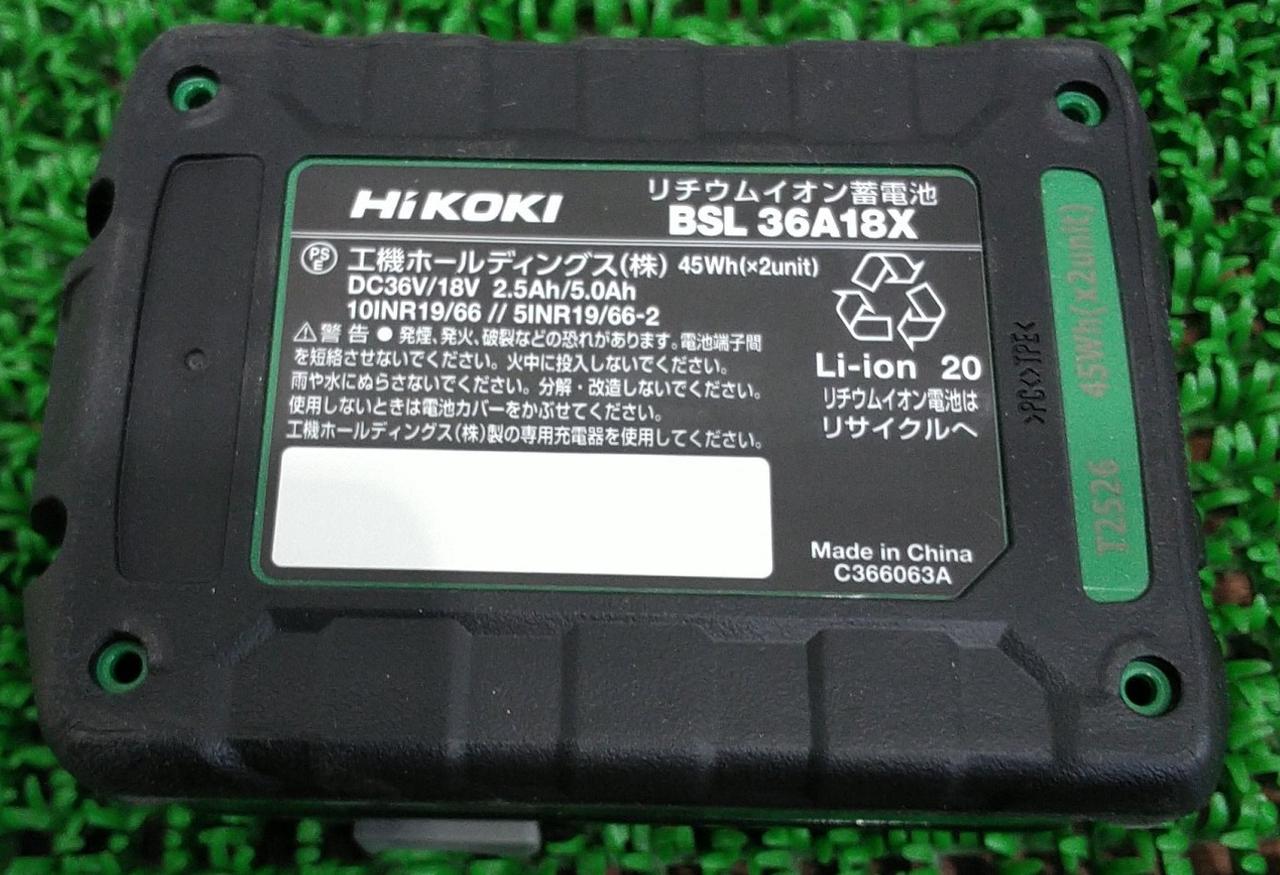 HiKOKI
リチウムイオン蓄電池
BSL 36A18X
PS
E
工機ホールディングス(株) 45Wh(×2unit)
DC36V/18V 2.5Ah/5.0Ah
10INR19/66 // 5INR19/66-2
⚠警告 ● 発煙、発火、破裂などの恐れがあります。電池端子間
を短絡させないでください。火中に投入しないでください。
雨や水にぬらさないでください。分解・改造しないでください。
使用しないときは電池カバーをかぶせてください。
工機ホールディングス(株)製の専用充電器を使用してください。
Li-ion 20
リチウムイオン電池は
リサイクルへ
Made in China
C366063A
>PC<>TPE<
T2526 45Wh(x2unit)